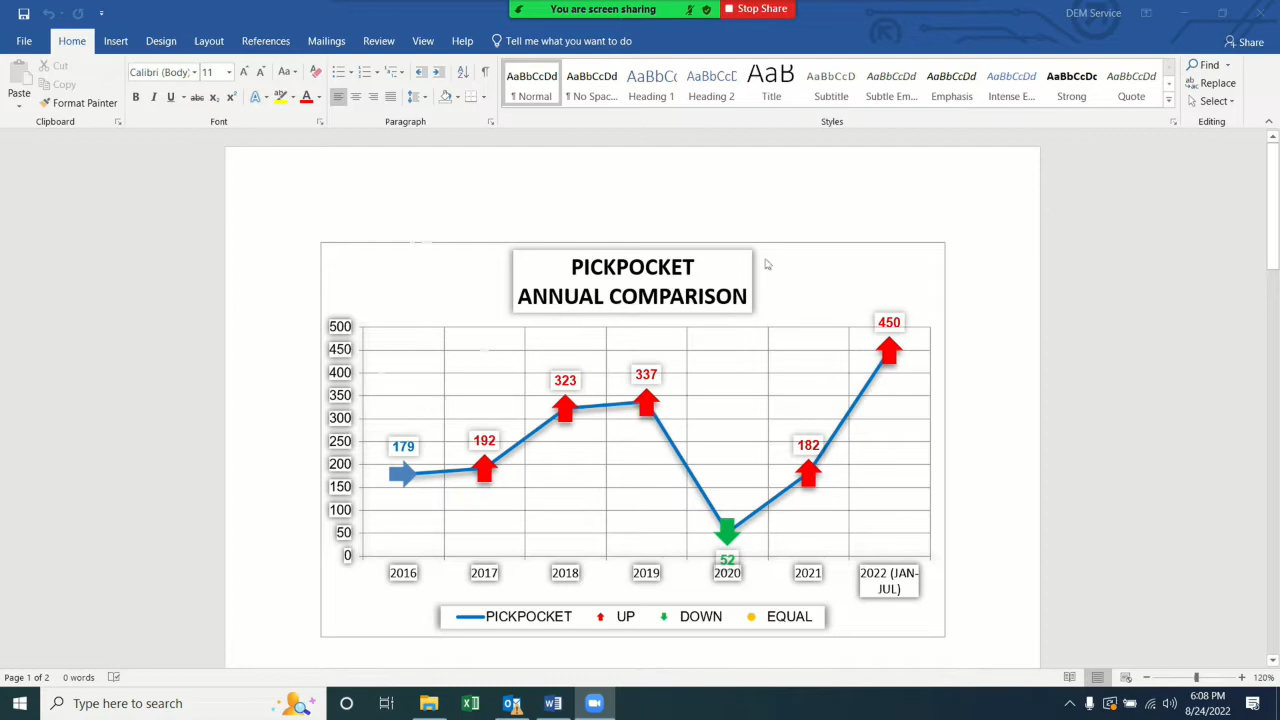 You are screen sharing
Stop Share
DEM Service
File Home Insert Design Layout References Mailings Review View Help Tell me what you want to do Share
Cut
Copy
Format Painter
Paste
Calibri (Body) 11
AaBbCcDd AaBbCcDd AaBbCc AaBbCcD AaB AaBbCcD AaBbCcDd AaBbCcDd AaBbCcDd AaBbCcDc AaBbCcDd
¶ Normal ¶ No Spac... Heading 1 Heading 2 Title Subtitle Subtle Em... Emphasis Intense E... Strong Quote
Find
Replace
Select
Clipboard Font Paragraph Styles Editing
PICKPOCKET
ANNUAL COMPARISON
500
450
400
350
300
250
200
150
100
50
0
179
192
323
337
52
182
450
2016 2017 2018 2019 2020 2021 2022 (JAN-
JUL)
PICKPOCKET UP DOWN EQUAL
Page 1 of 2 0 words 120%
Type here to search
6:08 PM
8/24/2022